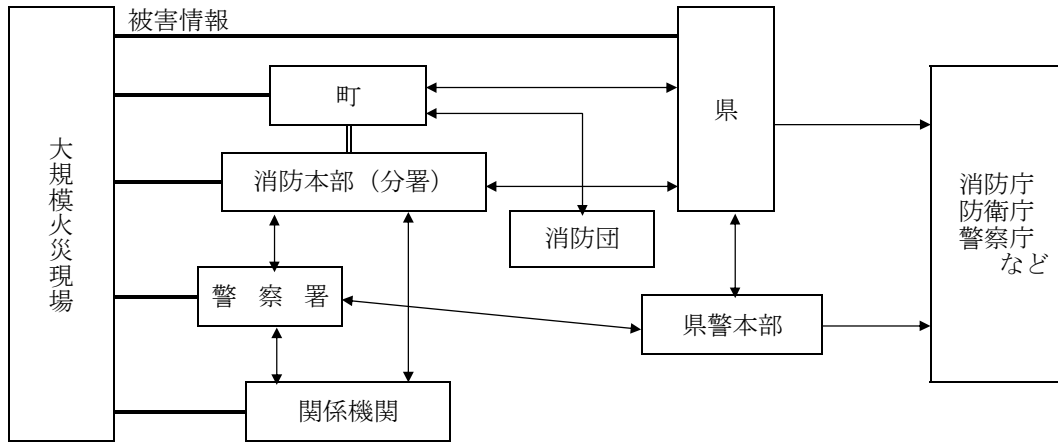 被害情報
大規模火災現場
町
県
消防本部（分署）
消防団
消防庁
防衛庁
警察庁
など
警 察 署
県警本部
関係機関